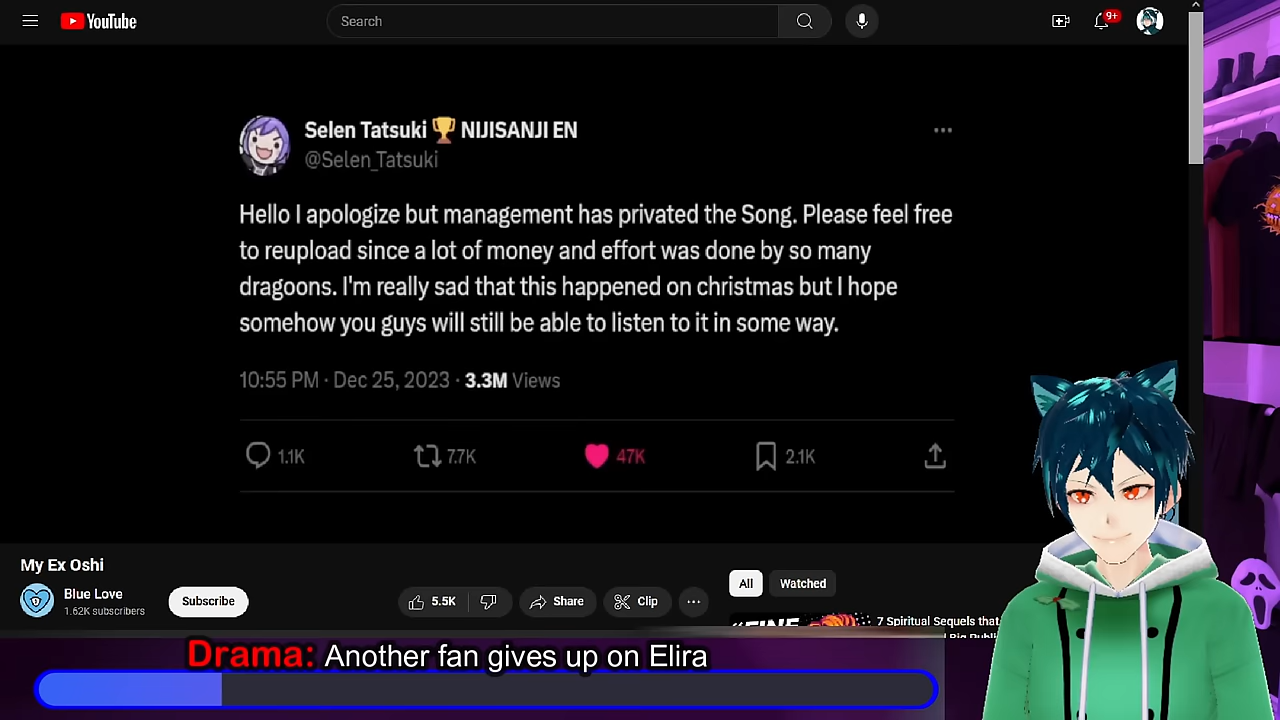 YouTube
Search
9+
Selen Tatsuki🏆 NIJISANJI EN
@Selen_Tatsuki
Hello I apologize but management has privated the Song. Please feel free
to reupload since a lot of money and effort was done by so many
dragoons. I'm really sad that this happened on christmas but I hope
somehow you guys will still be able to listen to it in some way.
10:55 PM · Dec 25, 2023 · 3.3M Views
1.1K 7.7K 47K 2.1K
My Ex Oshi
Blue Love
1.62K subscribers
Subscribe
5.5K
Share
Clip
All
Watched
7 Spiritual Sequels that
Drama: Another fan gives up on Elira